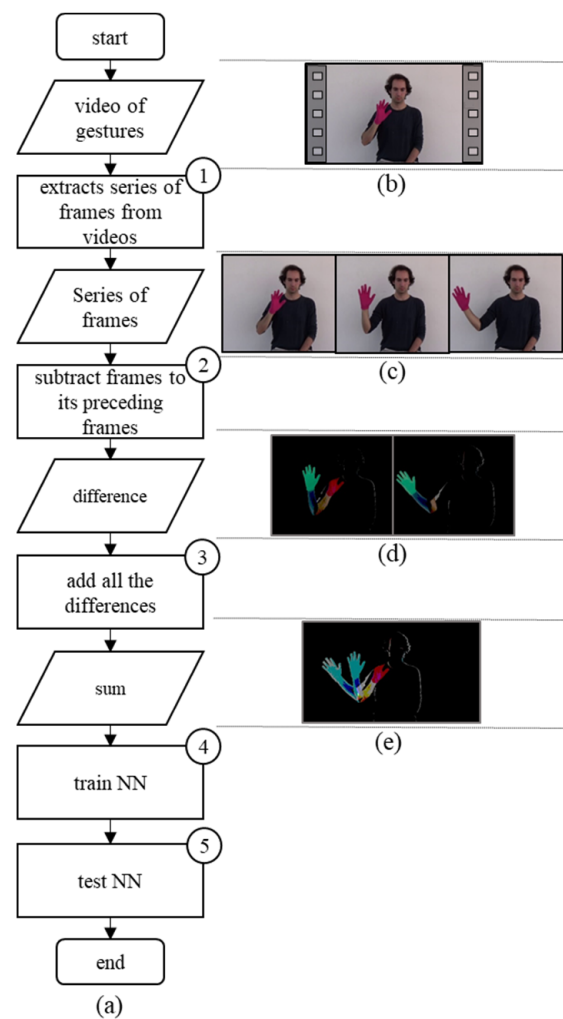 start
video of
gestures
(b)
1
extracts series of
frames from
videos
Series of
frames
(c)
2
subtract frames to
its preceding
frames
difference
(d)
3
add all the
differences
sum
(e)
4
train NN
5
test NN
end
(a)